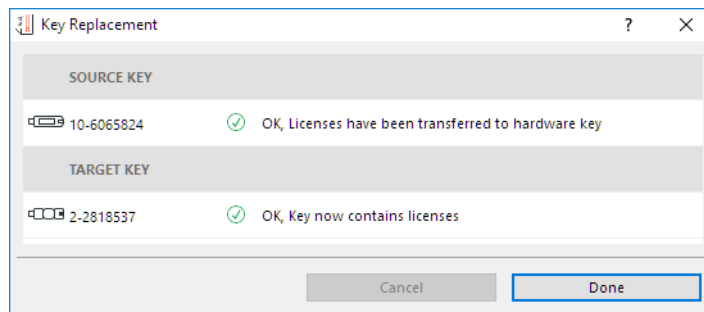 Key Replacement
?
SOURCE KEY
10-6065824 OK, Licenses have been transferred to hardware key
TARGET KEY
2-2818537 OK, Key now contains licenses
Cancel Done